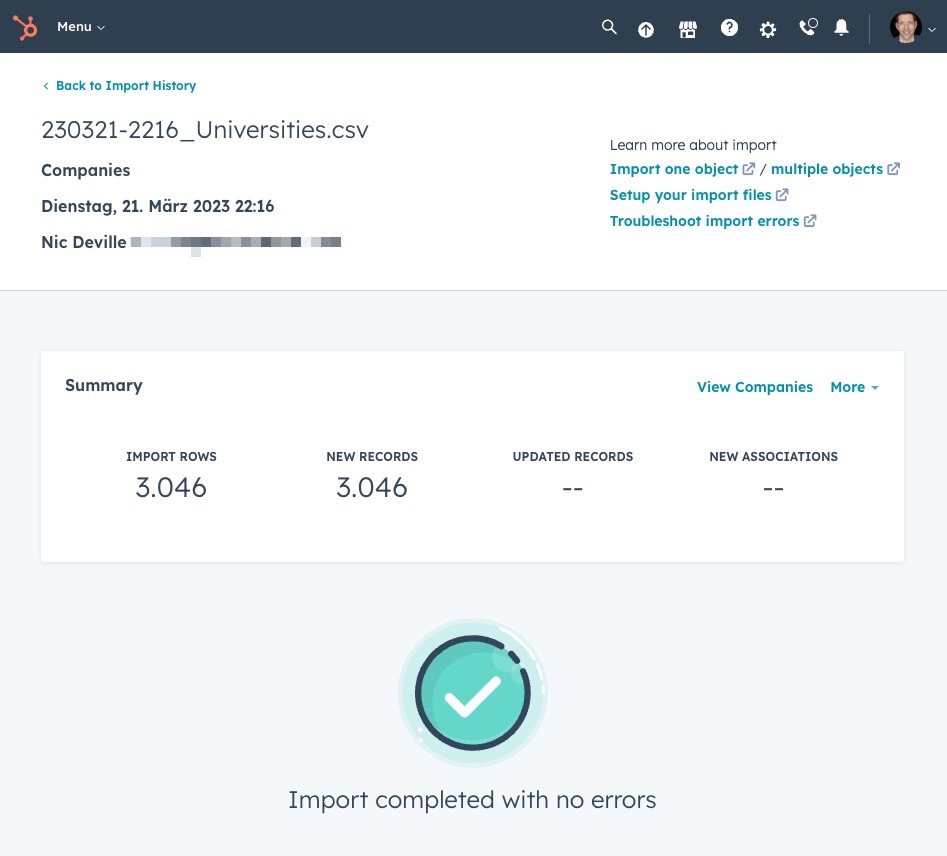 Menu
Back to Import History
230321-2216_Universities.csv
Companies
Dienstag, 21. März 2023 22:16
Nic Deville
Learn more about import
Import one object / multiple objects
Setup your import files
Troubleshoot import errors
Summary
View Companies More
IMPORT ROWS NEW RECORDS UPDATED RECORDS NEW ASSOCIATIONS
3.046 3.046 -- --
Import completed with no errors